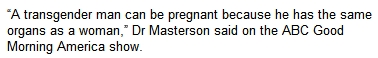 “A transgender man can be pregnant because he has the same
organs as a woman,” Dr Masterson said on the ABC Good
Morning America show.